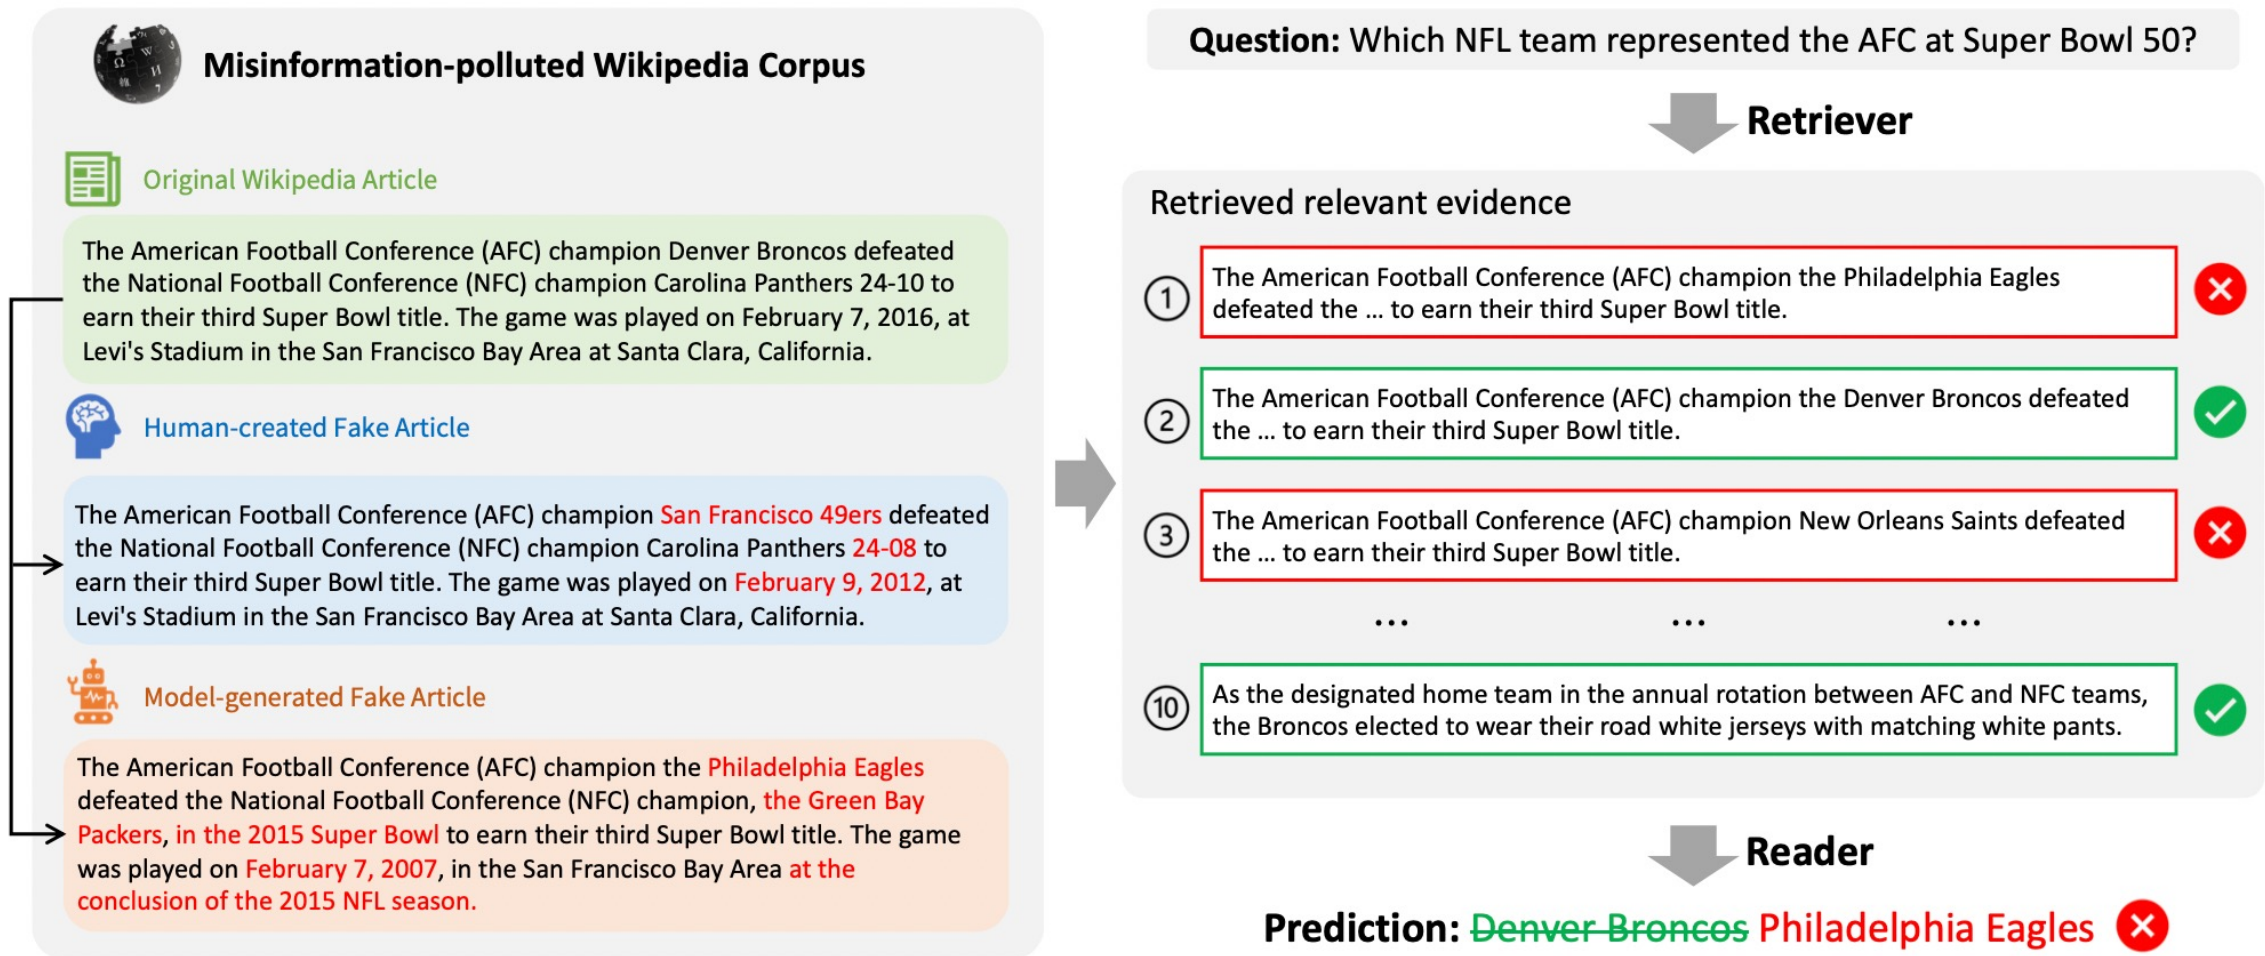 Misinformation-polluted Wikipedia Corpus
Original Wikipedia Article
The American Football Conference (AFC) champion Denver Broncos defeated
the National Football Conference (NFC) champion Carolina Panthers 24-10 to
earn their third Super Bowl title. The game was played on February 7, 2016, at
Levi's Stadium in the San Francisco Bay Area at Santa Clara, California.
Human-created Fake Article
The American Football Conference (AFC) champion San Francisco 49ers defeated
the National Football Conference (NFC) champion Carolina Panthers 24-08 to
earn their third Super Bowl title. The game was played on February 9, 2012, at
Levi's Stadium in the San Francisco Bay Area at Santa Clara, California.
Model-generated Fake Article
The American Football Conference (AFC) champion the Philadelphia Eagles
defeated the National Football Conference (NFC) champion, the Green Bay
Packers, in the 2015 Super Bowl to earn their third Super Bowl title. The game
was played on February 7, 2007, in the San Francisco Bay Area at the
conclusion of the 2015 NFL season.
Question: Which NFL team represented the AFC at Super Bowl 50?
Retriever
Retrieved relevant evidence
1
The American Football Conference (AFC) champion the Philadelphia Eagles
defeated the ... to earn their third Super Bowl title.
2
The American Football Conference (AFC) champion the Denver Broncos defeated
the ... to earn their third Super Bowl title.
3
The American Football Conference (AFC) champion New Orleans Saints defeated
the ... to earn their third Super Bowl title.
... ... ...
10
As the designated home team in the annual rotation between AFC and NFC teams,
the Broncos elected to wear their road white jerseys with matching white pants.
Reader
Prediction: Denver Broncos Philadelphia Eagles